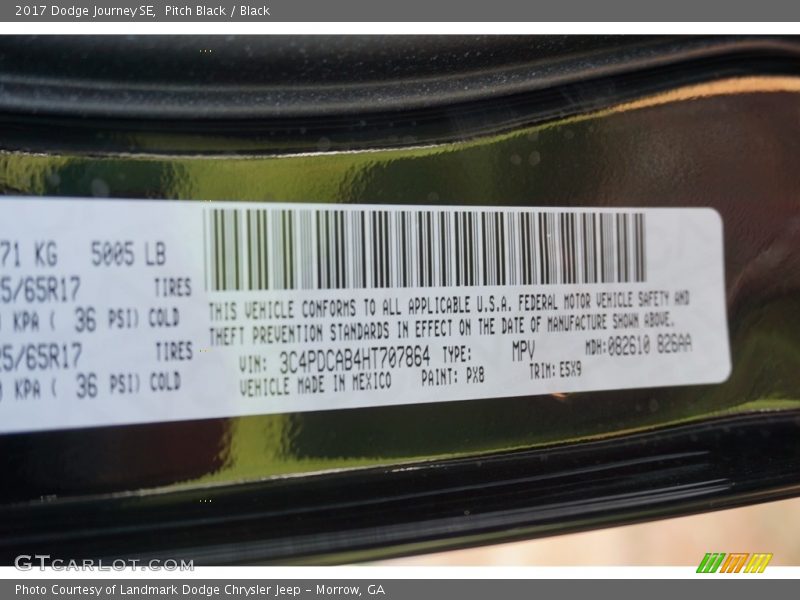 2017 Dodge Journey SE, Pitch Black / Black
71 KG 5005 LB
5/65R17 TIRES
KPA ( 36 PSI) COLD
25/65R17 TIRES
KPA ( 36 PSI) COLD
THIS VEHICLE CONFORMS TO ALL APPLICABLE U.S.A. FEDERAL MOTOR VEHICLE SAFETY AND
THEFT PREVENTION STANDARDS IN EFFECT ON THE DATE OF MANUFACTURE SHOWN ABOVE.
VIN: 3C4PDCAB4HT707864 TYPE: MPV MDH:082610 826AA
VEHICLE MADE IN MEXICO PAINT: PX8 TRIM: E5X9
GTCARLOT.COM
Photo Courtesy of Landmark Dodge Chrysler Jeep - Morrow, GA